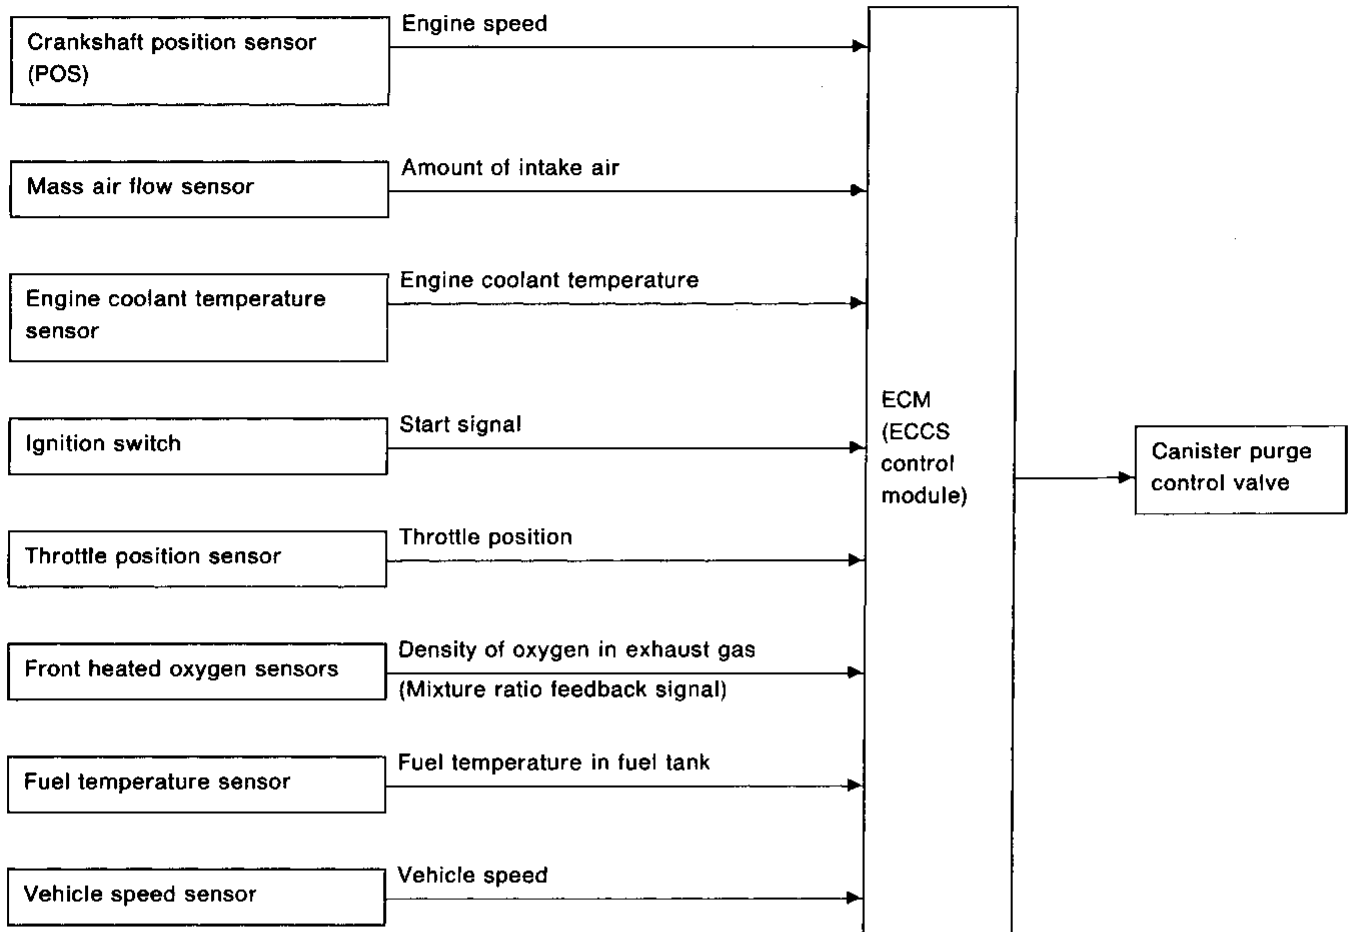 Crankshaft position sensor
(POS)
Engine speed
Mass air flow sensor
Amount of intake air
Engine coolant temperature
sensor
Engine coolant temperature
Ignition switch
Start signal
Throttle position sensor
Throttle position
Front heated oxygen sensors
Density of oxygen in exhaust gas
(Mixture ratio feedback signal)
Fuel temperature sensor
Fuel temperature in fuel tank
Vehicle speed sensor
Vehicle speed
ECM
(ECCS
control
module)
Canister purge
control valve